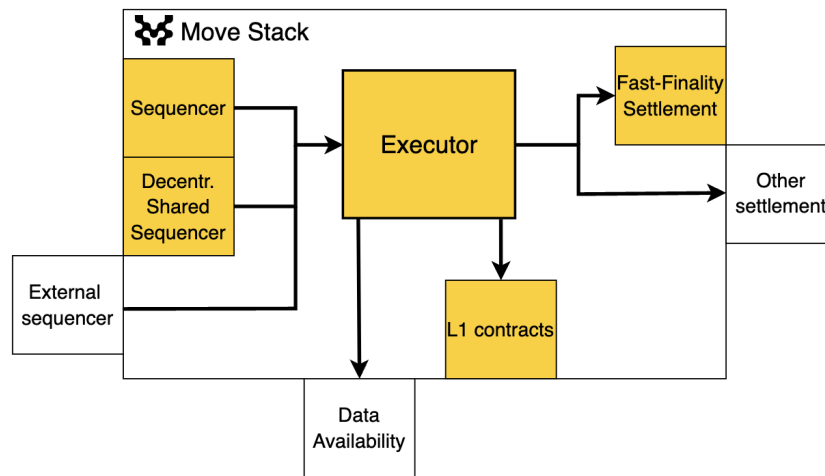 Move Stack
Sequencer
Decentr.
Shared
Sequencer
External
sequencer
Executor
Fast-Finality
Settlement
Other
settlement
L1 contracts
Data
Availability